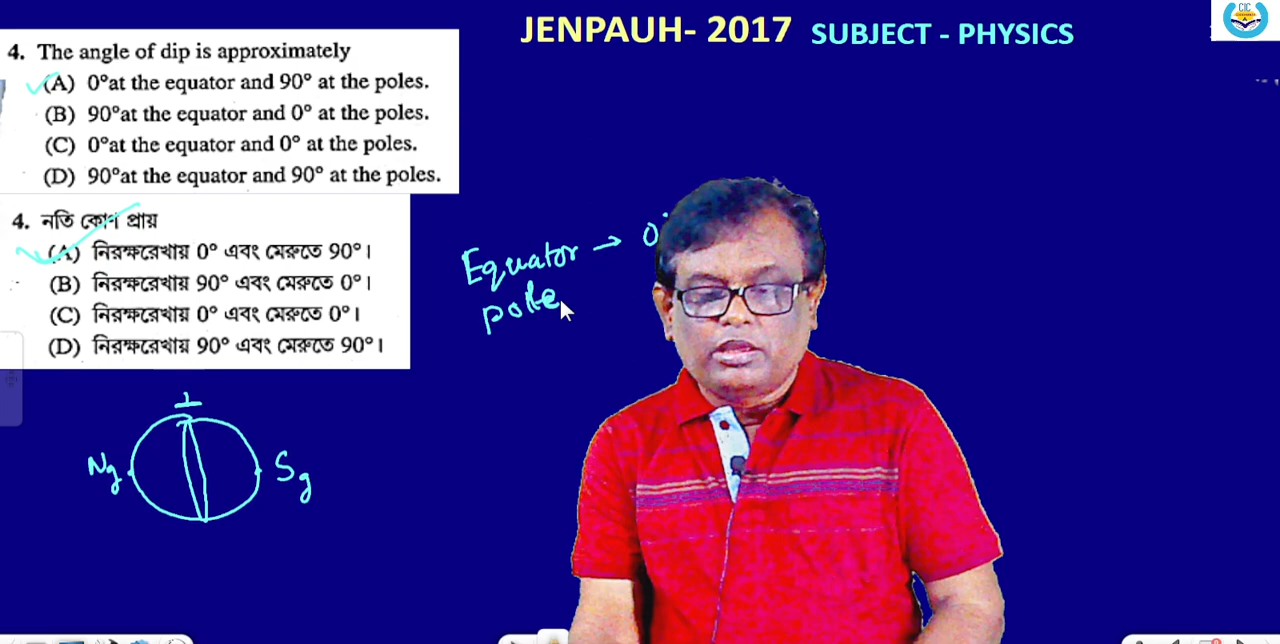 JENPAUH- 2017 SUBJECT - PHYSICS
CIC
4. The angle of dip is approximately
(A) 0°at the equator and 90° at the poles.
(B) 90°at the equator and 0° at the poles.
(C) 0°at the equator and 0° at the poles.
(D) 90°at the equator and 90° at the poles.
4. নতি কোণ প্রায়
(A) নিরক্ষরেখায় 0° এবং মেরুতে 90°।
(B) নিরক্ষরেখায় 90° এবং মেরুতে 0°।
(C) নিরক্ষরেখায় 0° এবং মেরুতে 0°।
(D) নিরক্ষরেখায় 90° এবং মেরুতে 90°।
Equator → 0°
pole
Ng Sg